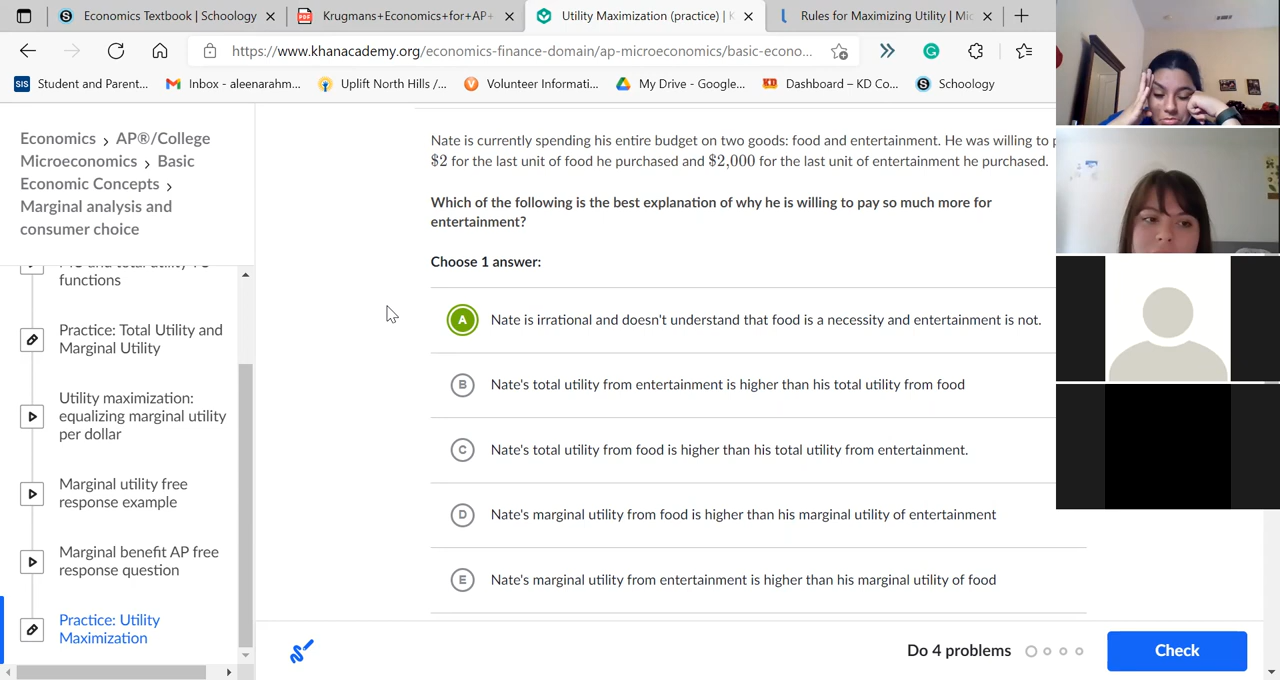 Economics Textbook | Schoology
Krugmans+Economics+for+AP+
Utility Maximization (practice) | K
Rules for Maximizing Utility | Mic
https://www.khanacademy.org/economics-finance-domain/ap-microeconomics/basic-econo...
SIS Student and Parent...
Inbox - aleenarahm...
Uplift North Hills /...
Volunteer Informati...
My Drive - Google...
KD Dashboard – KD Co...
S Schoology
Economics › AP®/College
Microeconomics › Basic
Economic Concepts ›
Marginal analysis and
consumer choice
functions
Practice: Total Utility and
Marginal Utility
Utility maximization:
equalizing marginal utility
per dollar
Marginal utility free
response example
Marginal benefit AP free
response question
Practice: Utility
Maximization
Nate is currently spending his entire budget on two goods: food and entertainment. He was willing to
$2 for the last unit of food he purchased and $2,000 for the last unit of entertainment he purchased.
Which of the following is the best explanation of why he is willing to pay so much more for
entertainment?
Choose 1 answer:
A Nate is irrational and doesn't understand that food is a necessity and entertainment is not.
B Nate's total utility from entertainment is higher than his total utility from food
C Nate's total utility from food is higher than his total utility from entertainment.
D Nate's marginal utility from food is higher than his marginal utility of entertainment
E Nate's marginal utility from entertainment is higher than his marginal utility of food
Do 4 problems
Check